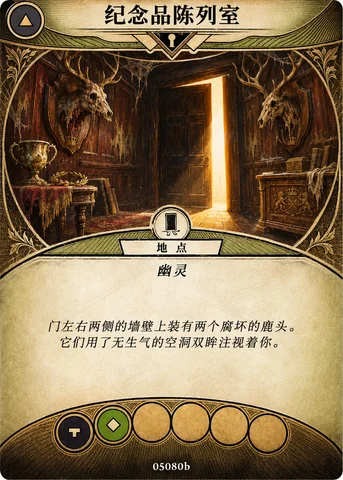 纪念品陈列室
地点
幽灵
门左右两侧的墙壁上装有两个腐坏的鹿头。
它们用了无生气的空洞双眸注视着你。
05080b